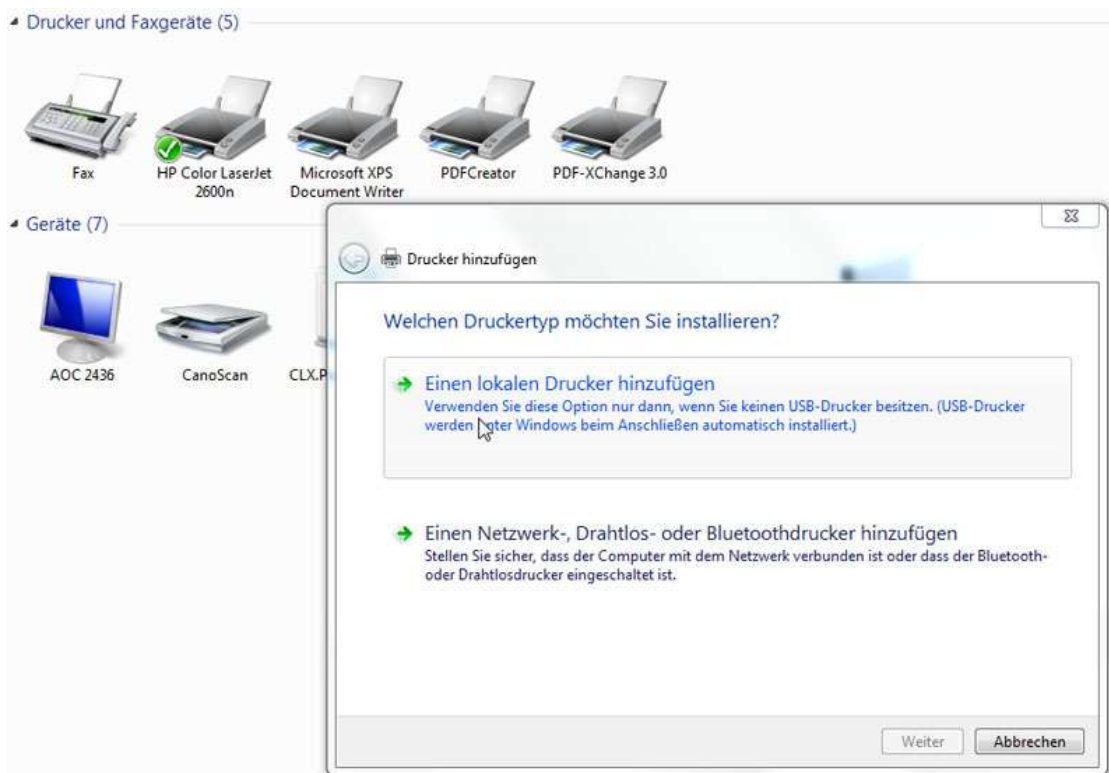 Drucker und Faxgeräte (5)
Fax
HP Color LaserJet
2600n
Microsoft XPS
Document Writer
PDFCreator
PDF-XChange 3.0
Geräte (7)
AOC 2436
CanoScan
CLX.P
Drucker hinzufügen
Welchen Druckertyp möchten Sie installieren?
Einen lokalen Drucker hinzufügen
Verwenden Sie diese Option nur dann, wenn Sie keinen USB-Drucker besitzen. (USB-Drucker
werden unter Windows beim Anschließen automatisch installiert.)
Einen Netzwerk-, Drahtlos- oder Bluetoothdrucker hinzufügen
Stellen Sie sicher, dass der Computer mit dem Netzwerk verbunden ist oder dass der Bluetooth-
oder Drahtlosdrucker eingeschaltet ist.
Weiter
Abbrechen